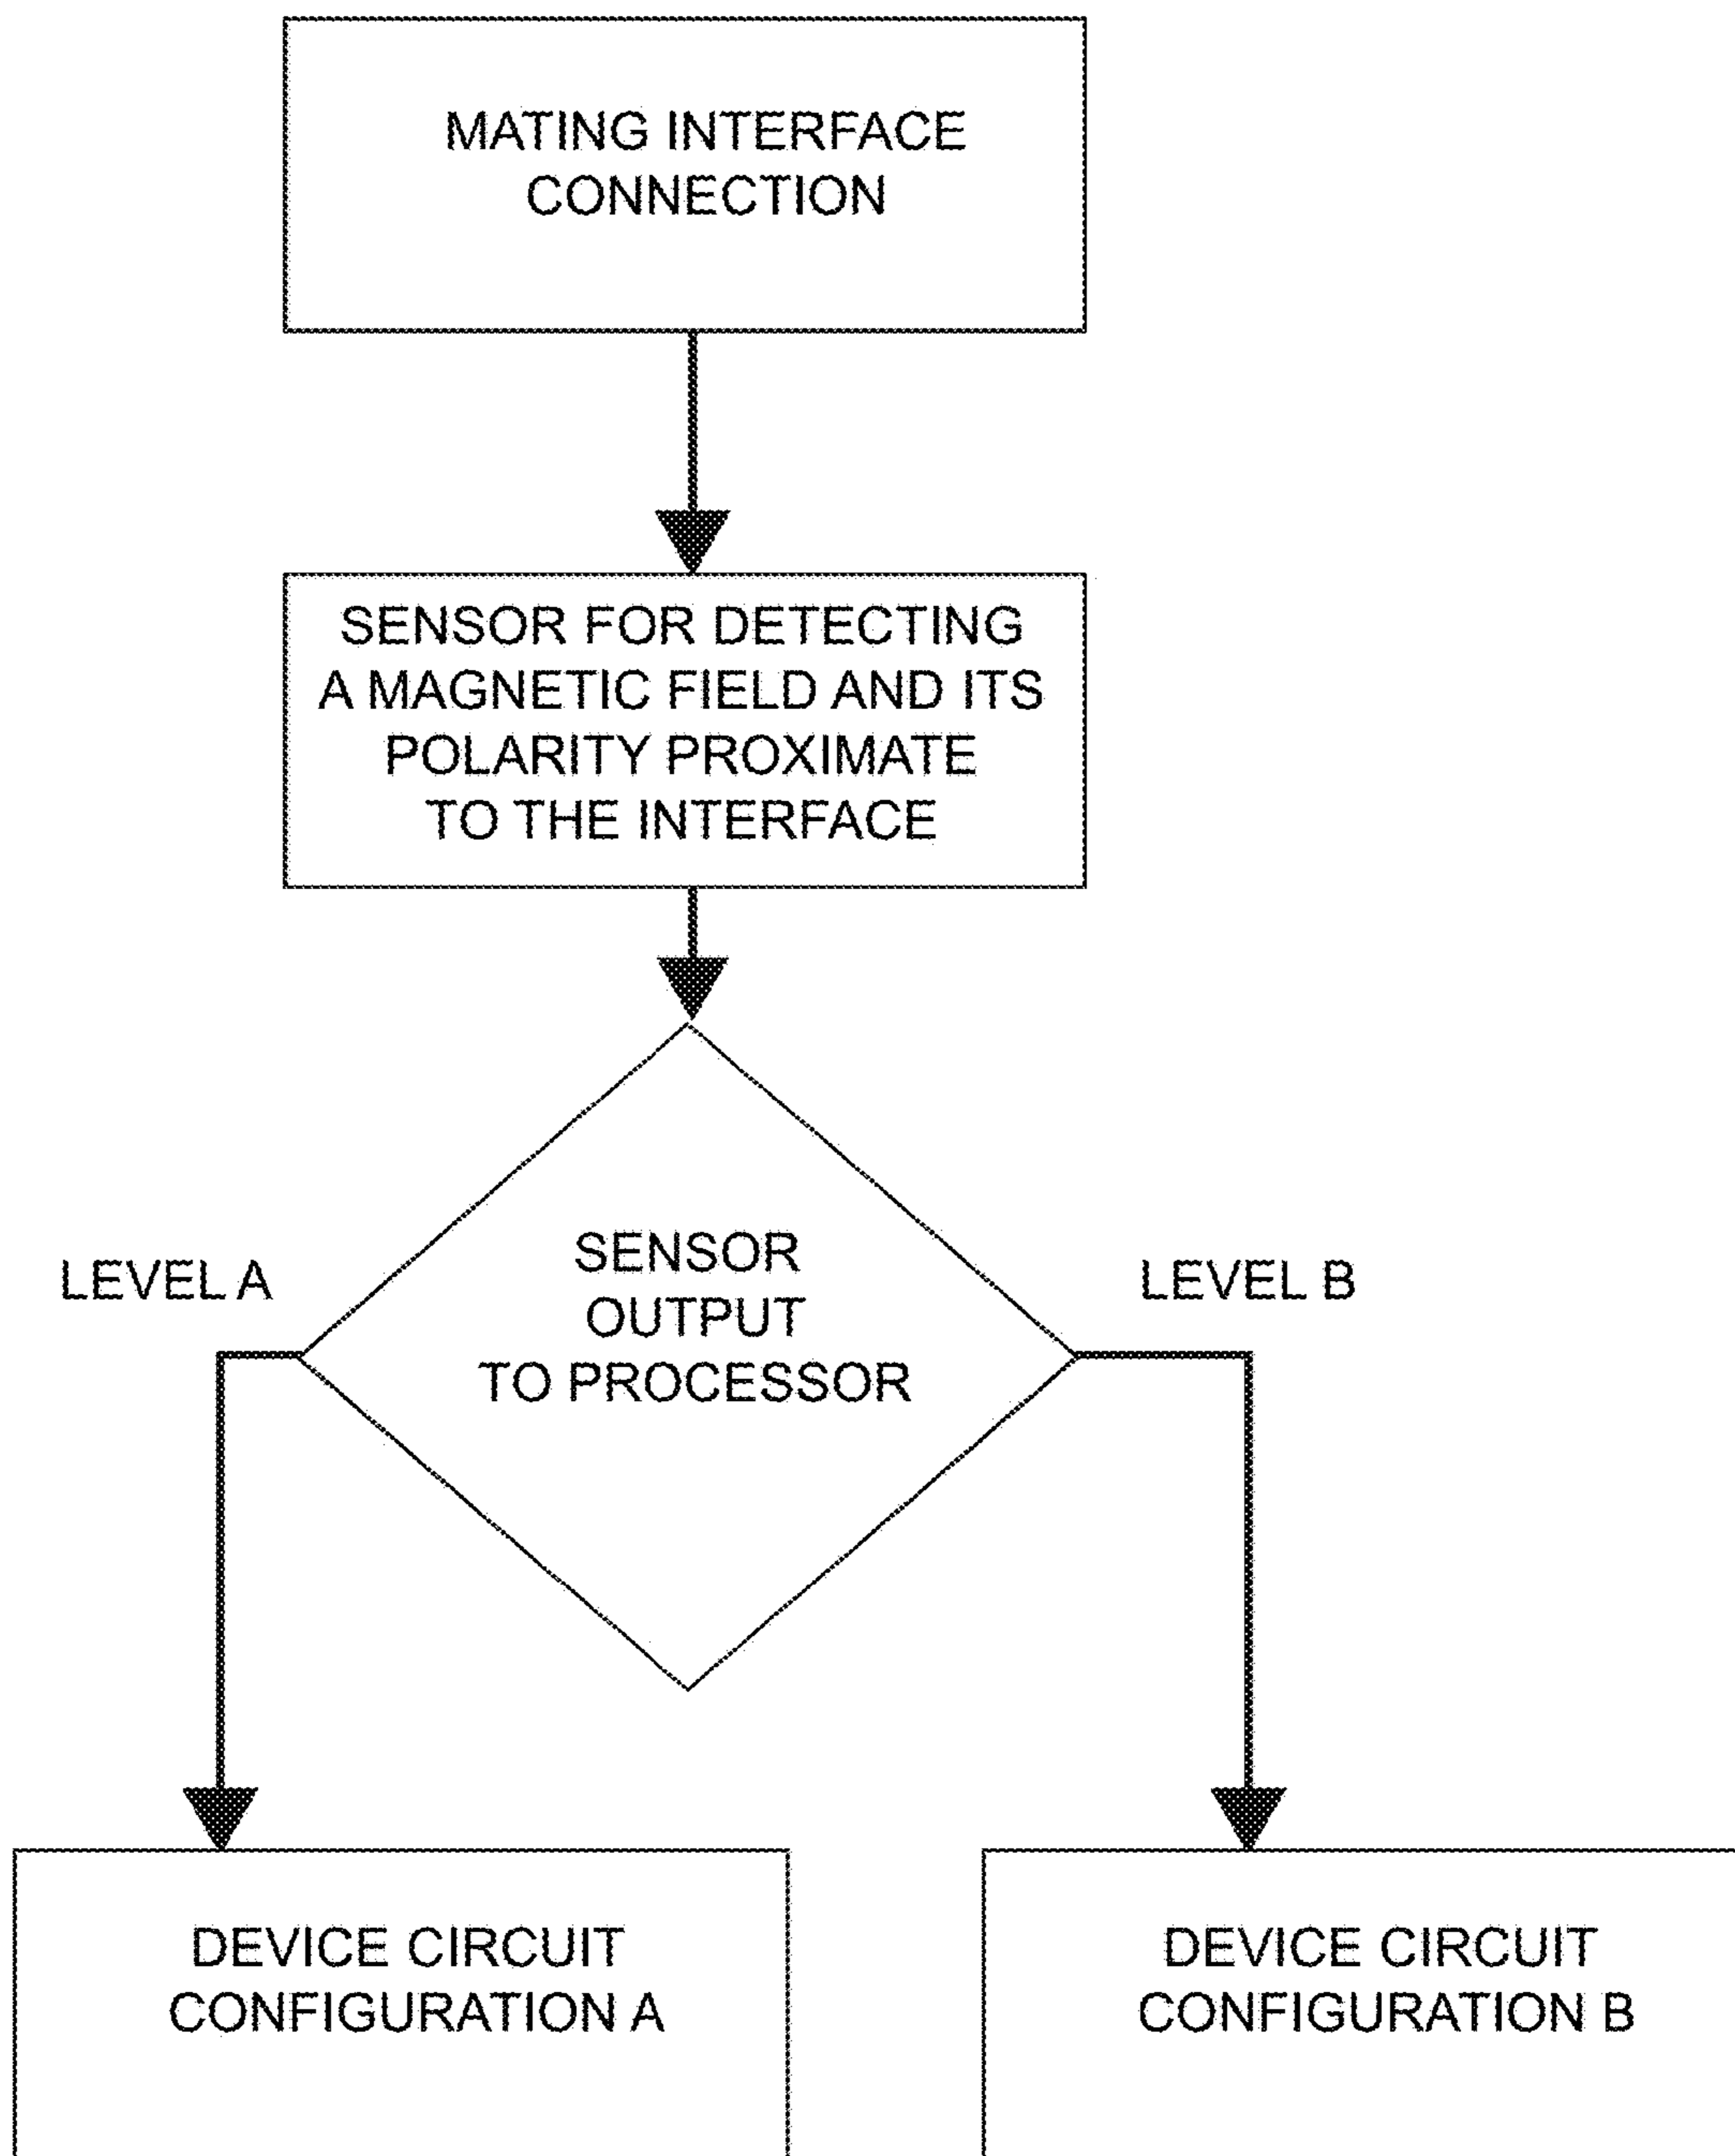 MATING INTERFACE
CONNECTION
SENSOR FOR DETECTING
A MAGNETIC FIELD AND ITS
POLARITY PROXIMATE
TO THE INTERFACE
SENSOR
OUTPUT
TO PROCESSOR
LEVEL A
LEVEL B
DEVICE CIRCUIT
CONFIGURATION A
DEVICE CIRCUIT
CONFIGURATION B